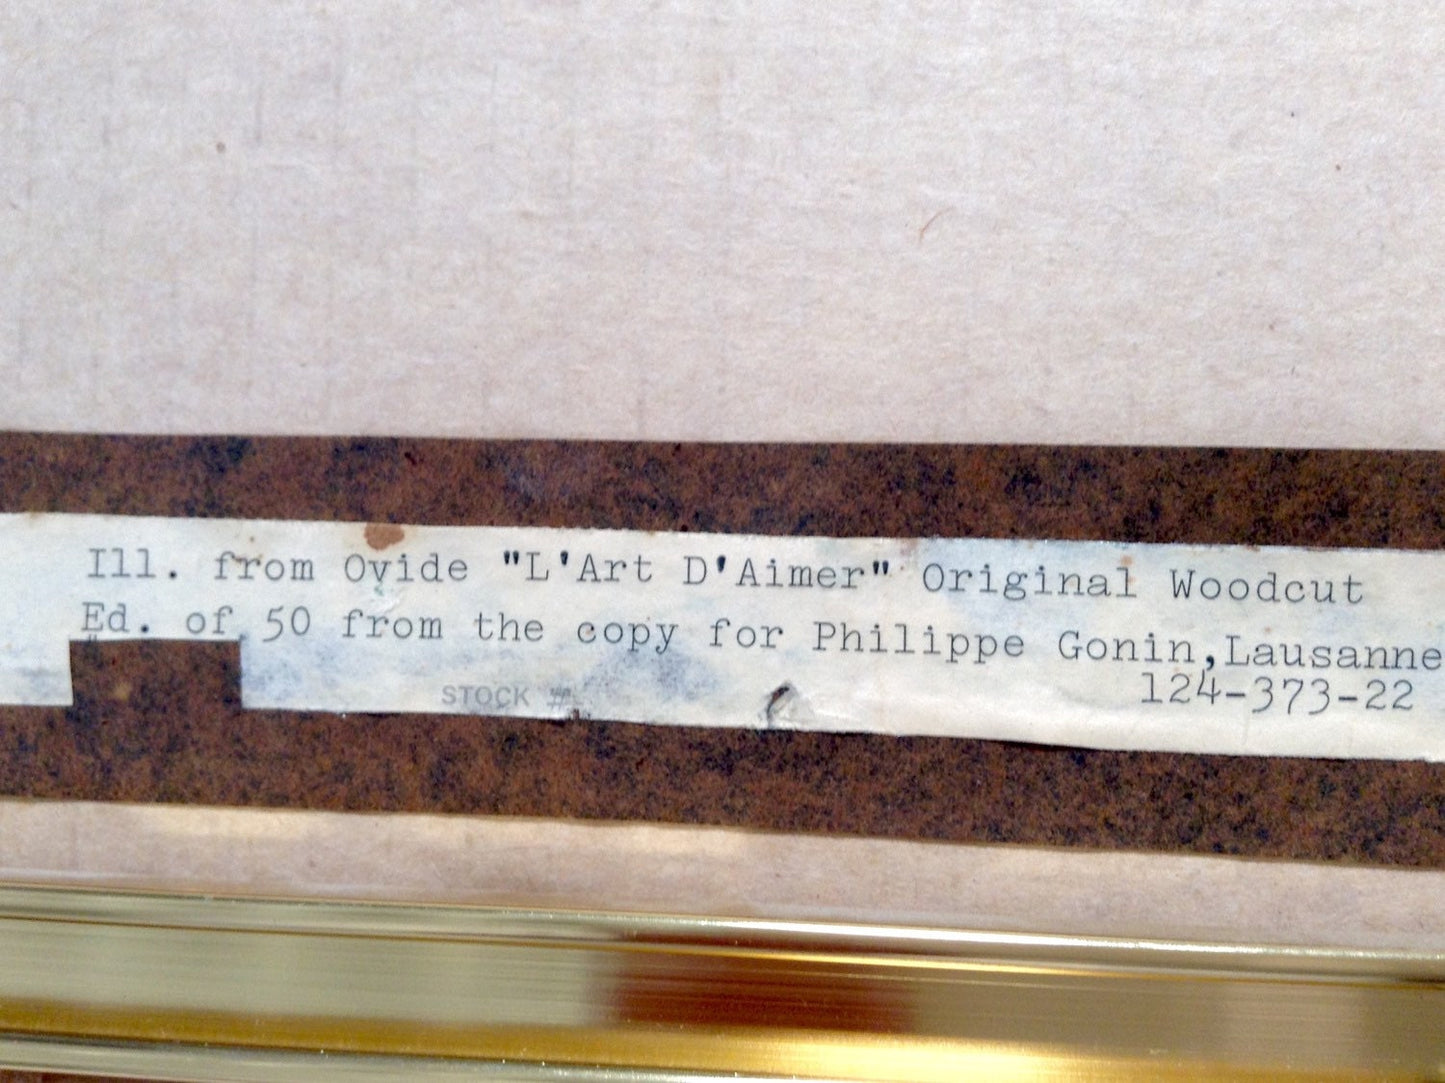 Ill. from Ovide "L'Art D'Aimer" Original Woodcut
Ed. of 50 from the copy for Philippe Gonin,Lausanne
STOCK #
124-373-22